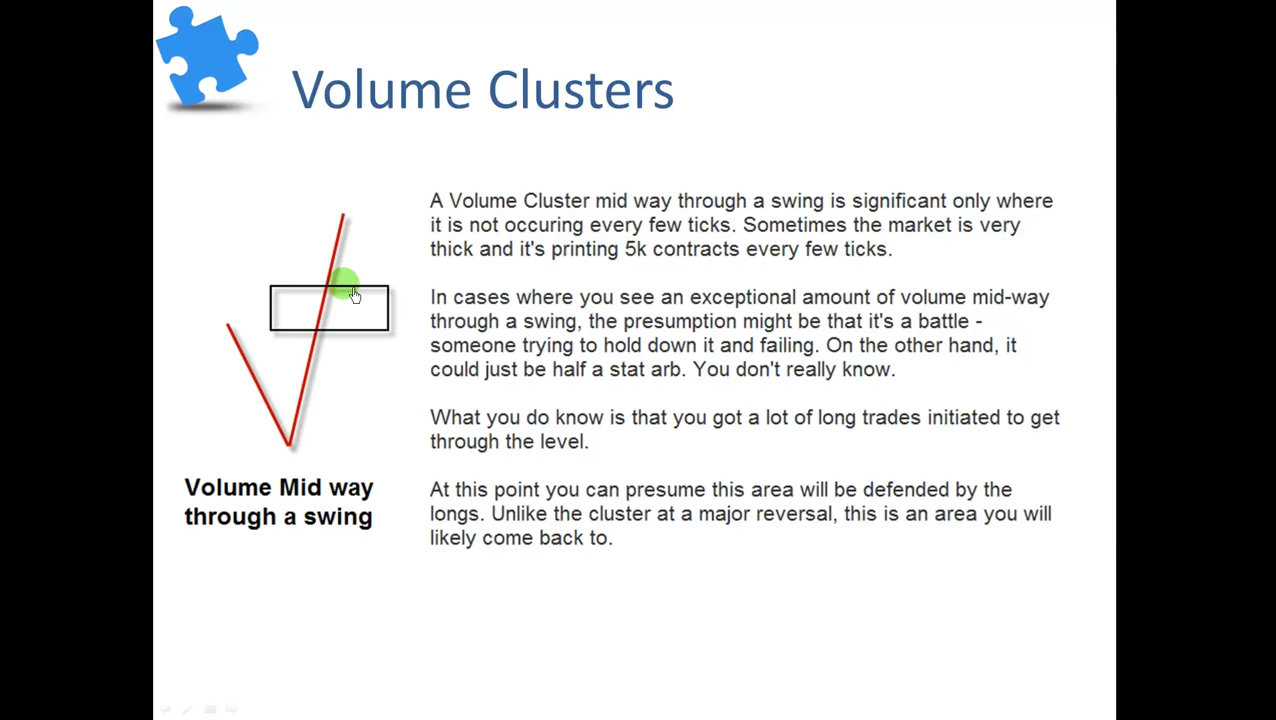 Volume Clusters
A Volume Cluster mid way through a swing is significant only where
it is not occuring every few ticks. Sometimes the market is very
thick and it's printing 5k contracts every few ticks.
In cases where you see an exceptional amount of volume mid-way
through a swing, the presumption might be that it's a battle -
someone trying to hold down it and failing. On the other hand, it
could just be half a stat arb. You don't really know.
What you do know is that you got a lot of long trades initiated to get
through the level.
At this point you can presume this area will be defended by the
longs. Unlike the cluster at a major reversal, this is an area you will
likely come back to.
Volume Mid way
through a swing